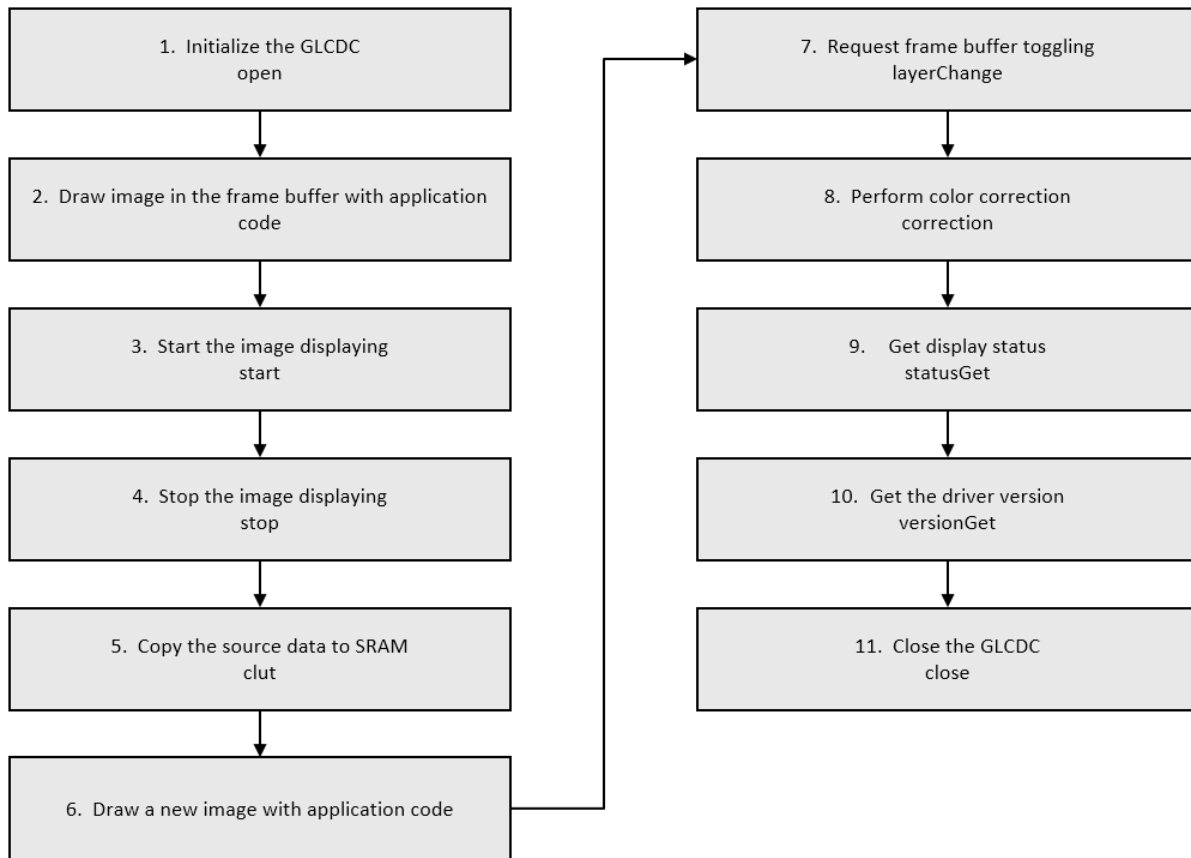 1. Initialize the GLCDC
open
2. Draw image in the frame buffer with application
code
3. Start the image displaying
start
4. Stop the image displaying
stop
5. Copy the source data to SRAM
clut
6. Draw a new image with application code
7. Request frame buffer toggling
layerChange
8. Perform color correction
correction
9. Get display status
statusGet
10. Get the driver version
versionGet
11. Close the GLCDC
close